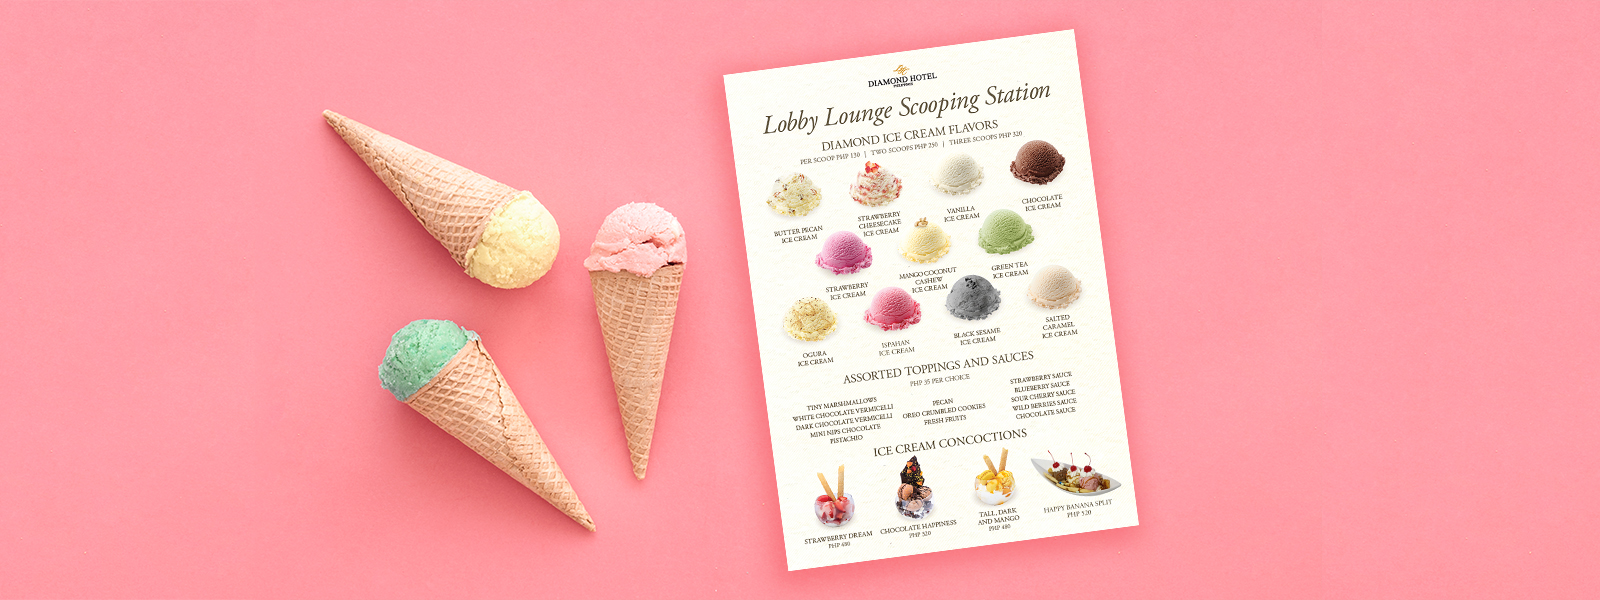 DIAMOND HOTEL
PHILIPPINES
Lobby Lounge Scooping Station
DIAMOND ICE CREAM FLAVORS
PER SCOOP PHP 130 | TWO SCOOPS PHP 250 | THREE SCOOPS PHP 320
BUTTER PECAN
ICE CREAM
STRAWBERRY
CHEESECAKE
ICE CREAM
VANILLA
ICE CREAM
CHOCOLATE
ICE CREAM
STRAWBERRY
ICE CREAM
MANGO COCONUT
CASHEW
ICE CREAM
GREEN TEA
ICE CREAM
OGURA
ICE CREAM
ISPAHAN
ICE CREAM
BLACK SESAME
ICE CREAM
SALTED
CARAMEL
ICE CREAM
ASSORTED TOPPINGS AND SAUCES
PHP 35 PER CHOICE
TINY MARSHMALLOWS
WHITE CHOCOLATE VERMICELLI
DARK CHOCOLATE VERMICELLI
MINI NIPS CHOCOLATE
PISTACHIO
PECAN
OREO CRUMBLED COOKIES
FRESH FRUITS
STRAWBERRY SAUCE
BLUEBERRY SAUCE
SOUR CHERRY SAUCE
WILD BERRIES SAUCE
CHOCOLATE SAUCE
ICE CREAM CONCOCTIONS
STRAWBERRY DREAM
PHP 480
CHOCOLATE HAPPINESS
PHP 520
TALL, DARK
AND MANGO
PHP 480
HAPPY BANANA SPLIT
PHP 520